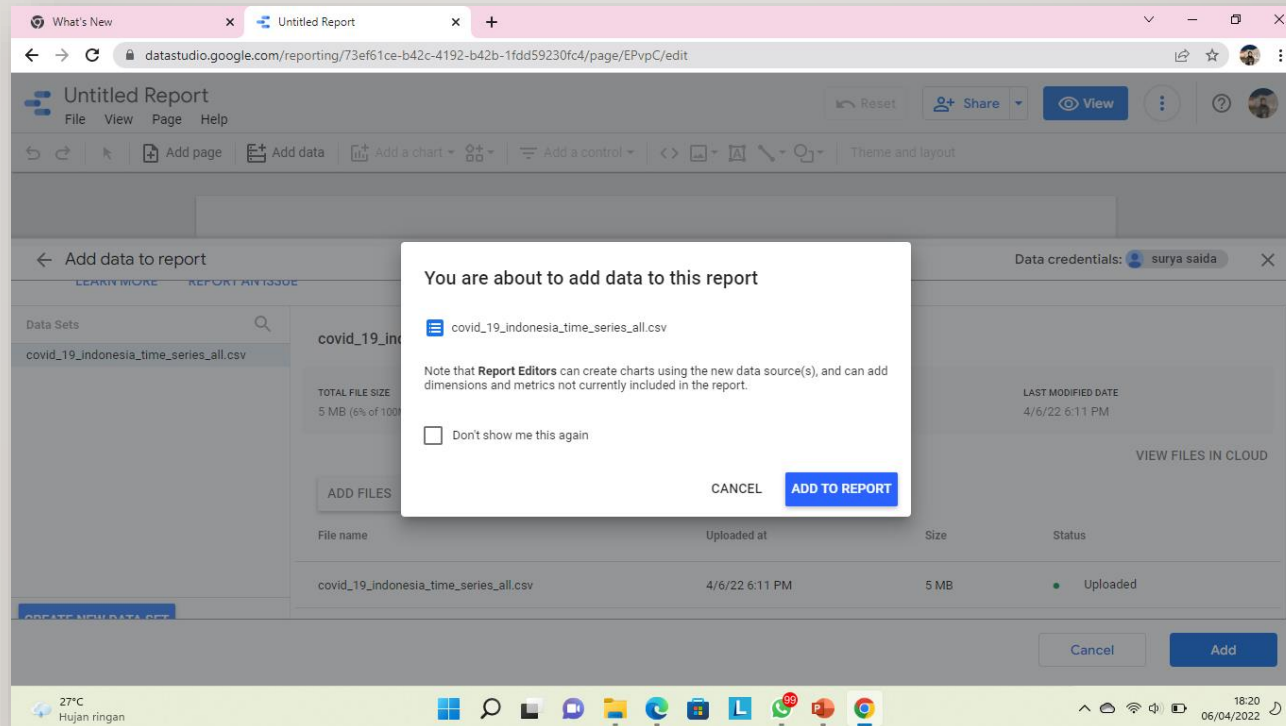 What's New
Untitled Report
datastudio.google.com/reporting/73ef61ce-b42c-4192-b42b-1fdd59230fc4/page/EPvpC/edit
Untitled Report
File View Page Help
Reset
Share
View
Add page
Add data
Add a chart
Add a control
Theme and layout
Add data to report
Data credentials: surya saida
LEARN MORE REPORT AN ISSUE
Data Sets
covid_19_indonesia_time_series_all.csv
covid_19_in
TOTAL FILE SIZE
5 MB (6% of 100
LAST MODIFIED DATE
4/6/22 6:11 PM
VIEW FILES IN CLOUD
ADD FILES
You are about to add data to this report
covid_19_indonesia_time_series_all.csv
Note that Report Editors can create charts using the new data source(s), and can add
dimensions and metrics not currently included in the report.
Don't show me this again
CANCEL
ADD TO REPORT
File name Uploaded at Size Status
covid_19_indonesia_time_series_all.csv 4/6/22 6:11 PM 5 MB Uploaded
CREATE NEW DATA SET
Cancel
Add
27°C
Hujan ringan
99
18:20
06/04/2022